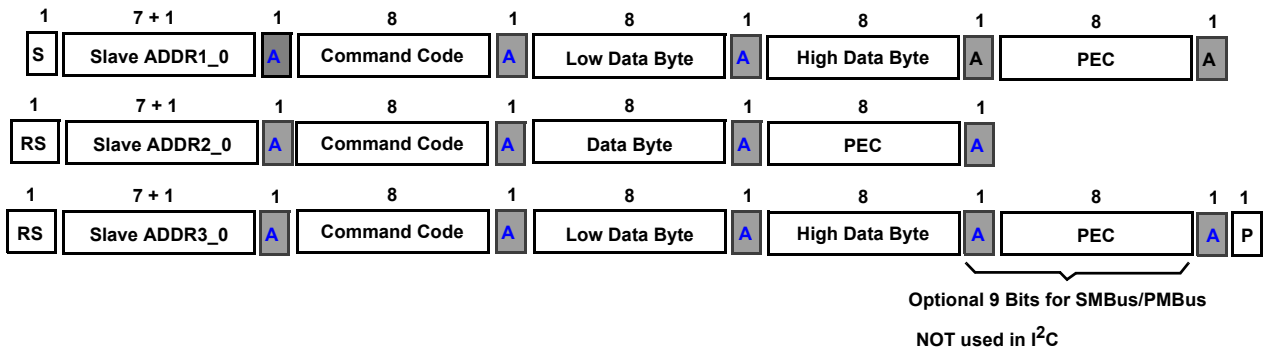 1 7 + 1 1 8 1 8 1 8 1 8 1
S Slave ADDR1_0 A Command Code A Low Data Byte A High Data Byte A PEC A
1 7 + 1 1 8 1 8 1 8 1
RS Slave ADDR2_0 A Command Code A Data Byte A PEC A
1 7 + 1 1 8 1 8 1 8 1 8 1 1
RS Slave ADDR3_0 A Command Code A Low Data Byte A High Data Byte A PEC A P
Optional 9 Bits for SMBus/PMBus
NOT used in I²C